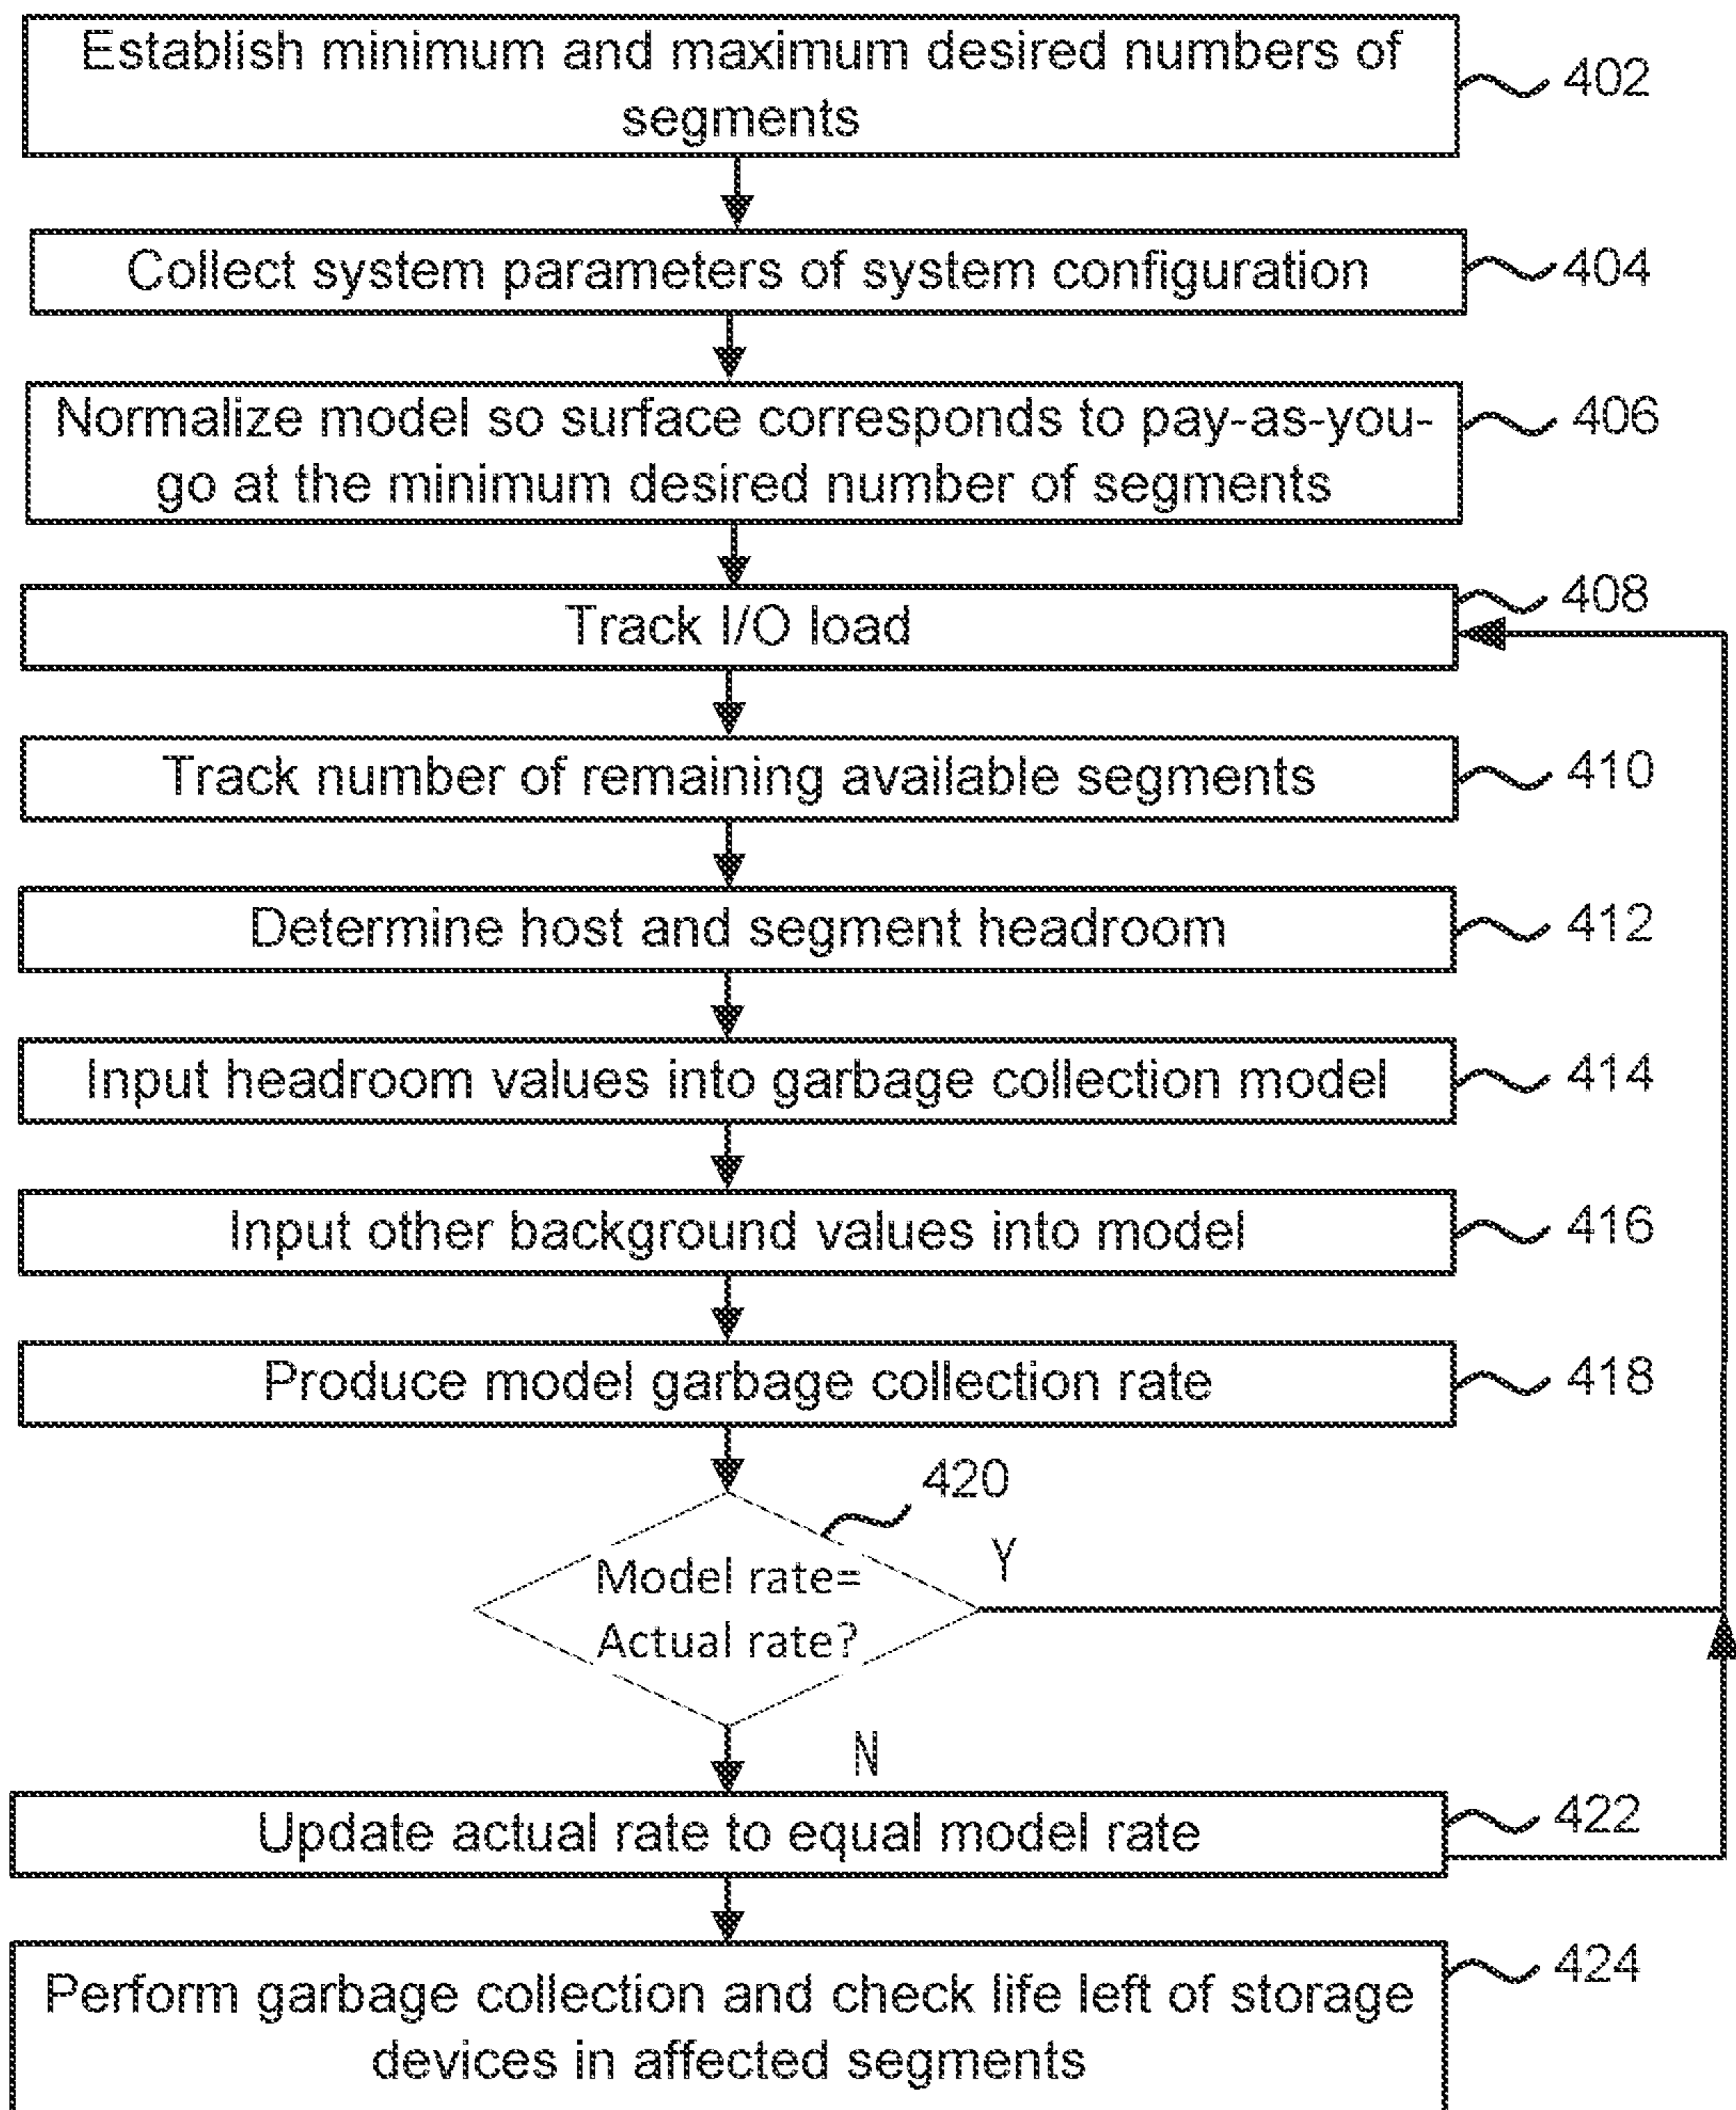 Establish minimum and maximum desired numbers of
segments
402
Collect system parameters of system configuration
404
Normalize model so surface corresponds to pay-as-you-
go at the minimum desired number of segments
406
Track I/O load
408
Track number of remaining available segments
410
Determine host and segment headroom
412
Input headroom values into garbage collection model
414
Input other background values into model
416
Produce model garbage collection rate
418
420
Model rate=
Actual rate?
Y
N
Update actual rate to equal model rate
422
Perform garbage collection and check life left of storage
devices in affected segments
424